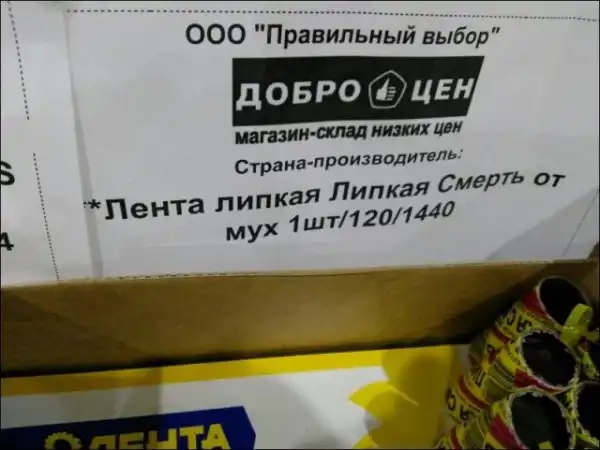 ООО "Правильный выбор"
ДОБРО ЦЕН
магазин-склад низких цен
Страна-производитель:
**Лента липкая Липкая Смерть от
мух 1шт/120/1440
S
4
ЛЕНТА